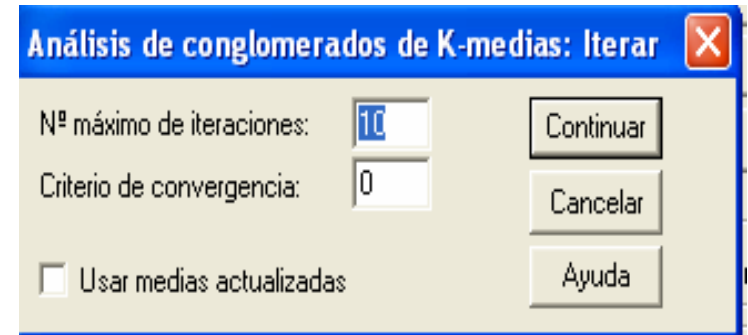 Análisis de conglomerados de K-medias: Iterar
Nº máximo de iteraciones: 10 Continuar
Criterio de convergencia: 0 Cancelar
Usar medias actualizadas Ayuda